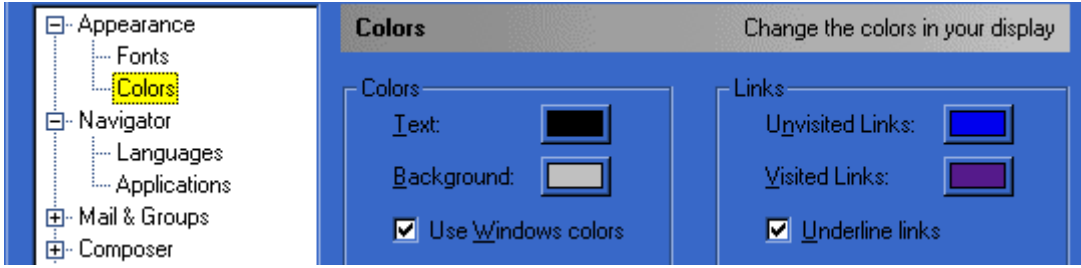 Appearance
Fonts
Colors
Navigator
Languages
Applications
Mail & Groups
Composer
Colors Change the colors in your display
Colors
Text:
Background:
Use Windows colors
Links
Unvisited Links:
Visited Links:
Underline links